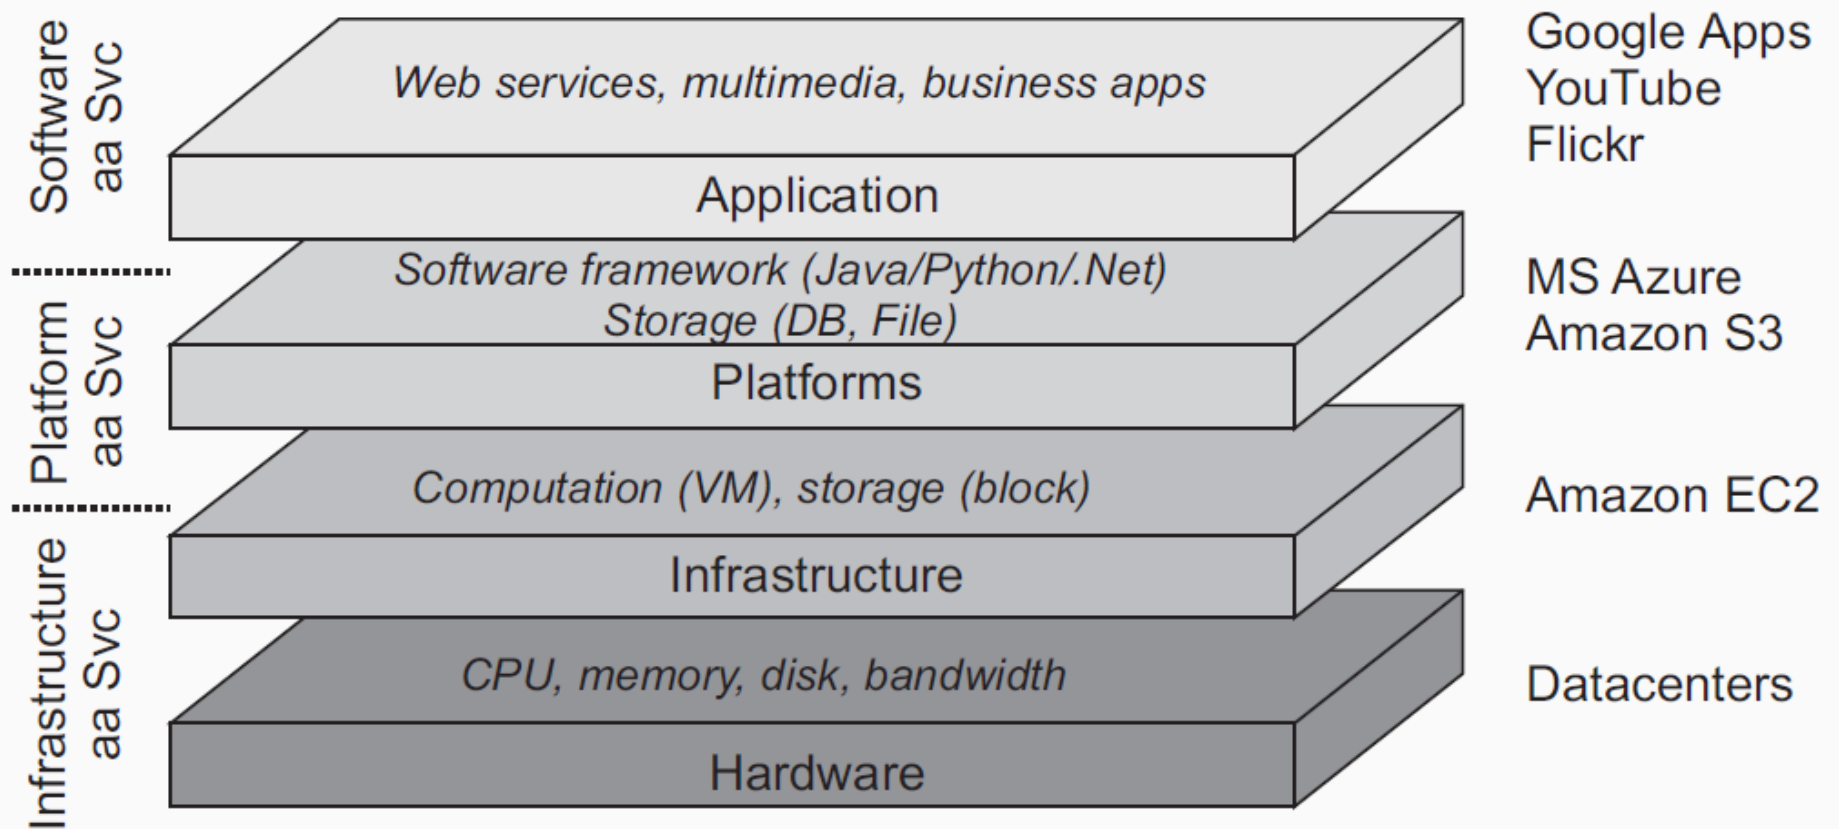 Software
aa Svc
Web services, multimedia, business apps
Application
Google Apps
YouTube
Flickr
Platform
aa Svc
Software framework (Java/Python/.Net)
Storage (DB, File)
Platforms
MS Azure
Amazon S3
Infrastructure
aa Svc
Computation (VM), storage (block)
Infrastructure
Amazon EC2
CPU, memory, disk, bandwidth
Hardware
Datacenters